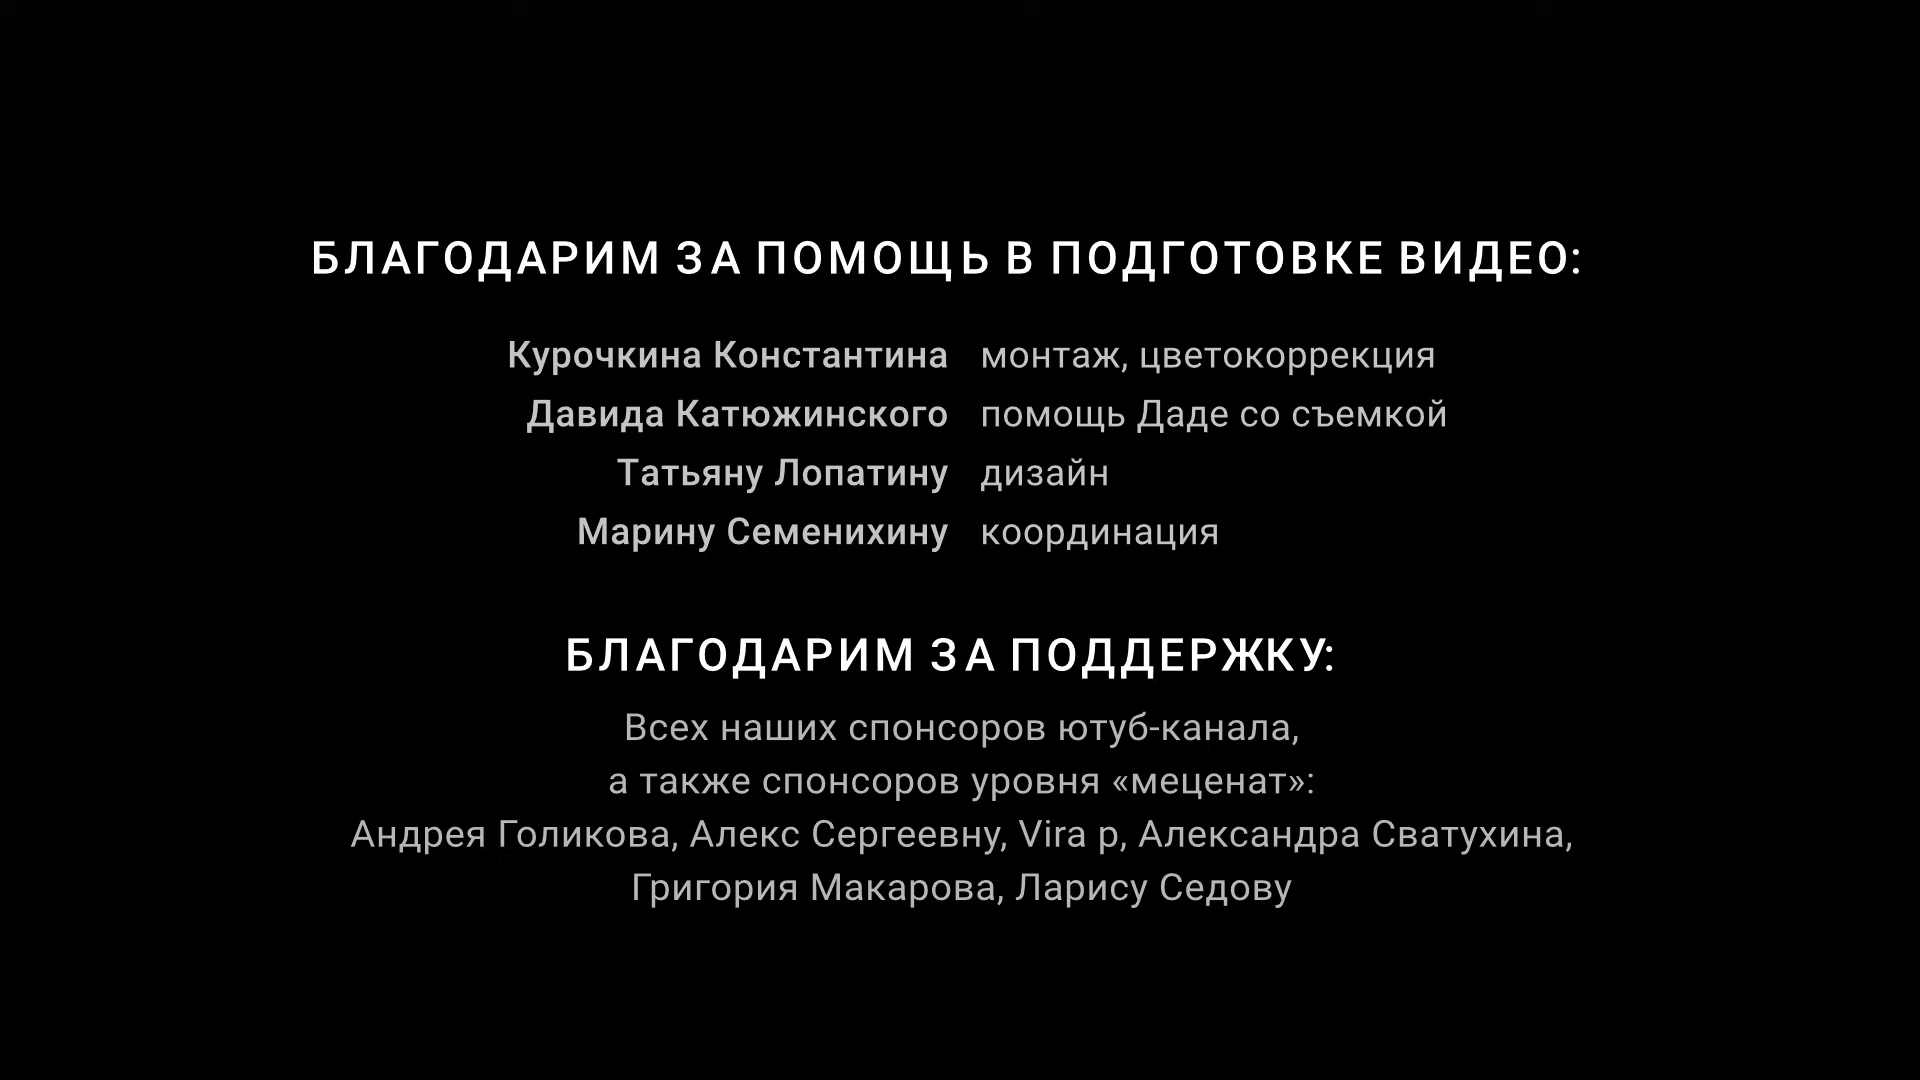 БЛАГОДАРИМ ЗА ПОМОЩЬ В ПОДГОТОВКЕ ВИДЕО:
Курочкина Константина монтаж, цветокоррекция
Давида Катюжинского помощь Даде со съемкой
Татьяну Лопатину дизайн
Марину Семенихину координация
БЛАГОДАРИМ ЗА ПОДДЕРЖКУ:
Всех наших спонсоров ютуб-канала,
а также спонсоров уровня «меценат»:
Андрея Голикова, Алекс Сергеевну, Vira p, Александра Сватухина,
Григория Макарова, Ларису Седову